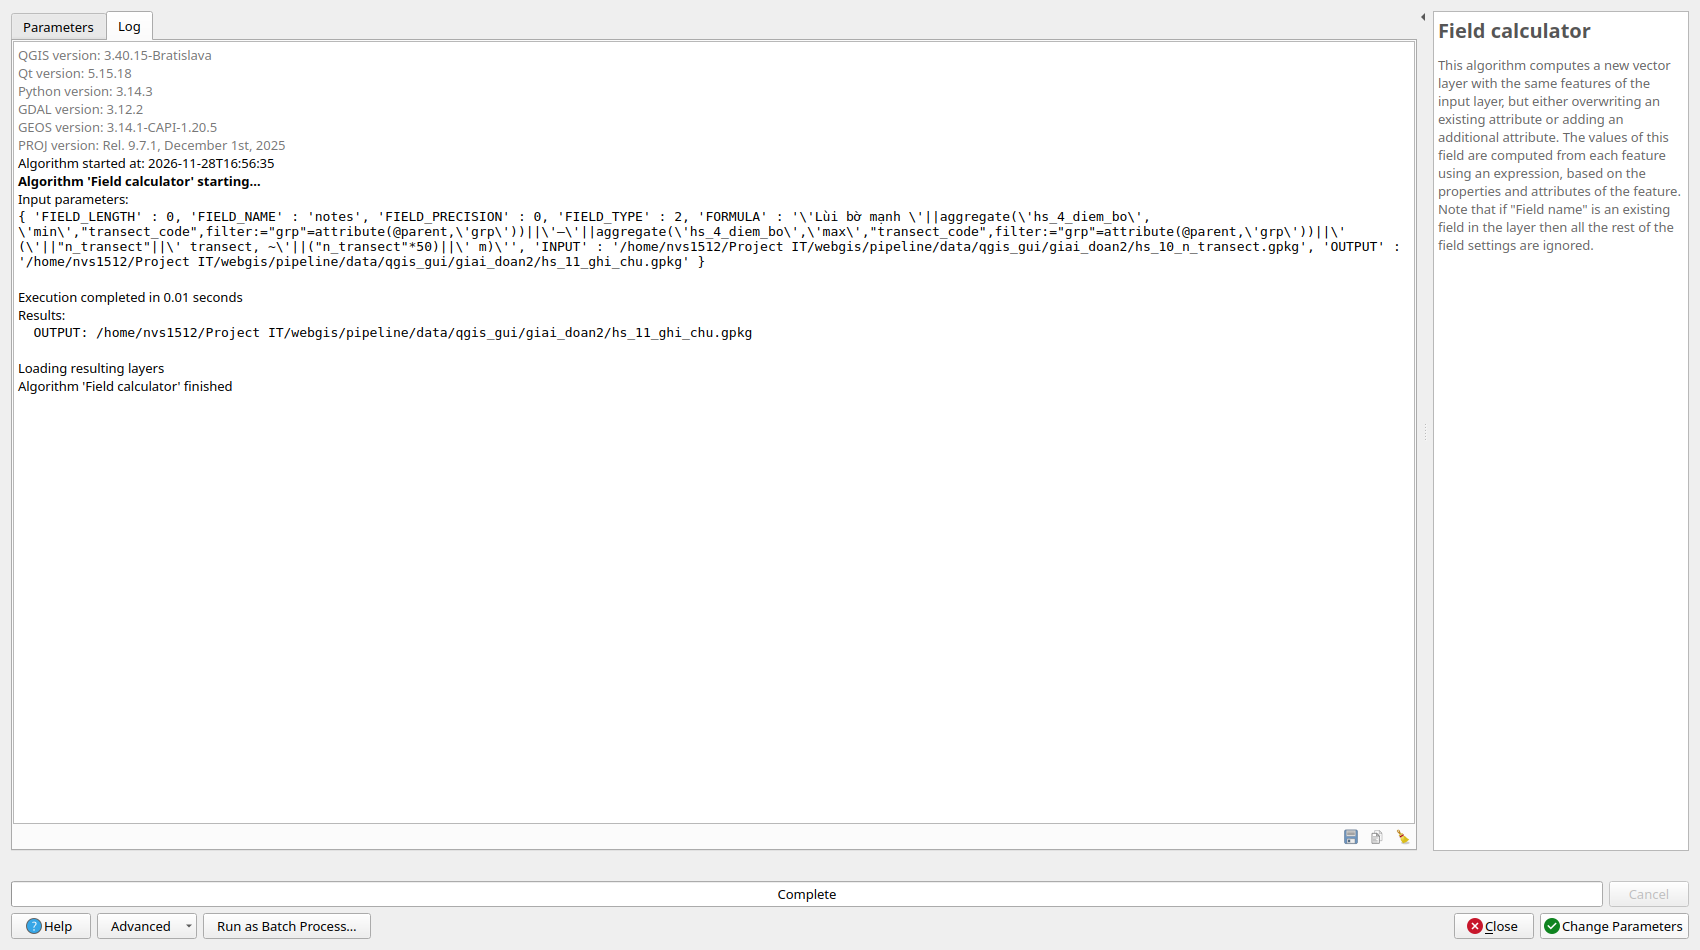 Parameters
Log
QGIS version: 3.40.15-Bratislava
Qt version: 5.15.18
Python version: 3.14.3
GDAL version: 3.12.2
GEOS version: 3.14.1-CAPI-1.20.5
PROJ version: Rel. 9.7.1, December 1st, 2025
Algorithm started at: 2026-11-28T16:56:35
Algorithm 'Field calculator' starting…
Input parameters:
{ 'FIELD_LENGTH' : 0, 'FIELD_NAME' : 'notes', 'FIELD_PRECISION' : 0, 'FIELD_TYPE' : 2, 'FORMULA' : '\'Lùi bờ mạnh \'||aggregate(\'hs_4_diem_bo\',
\'min\',"transect_code",filter:="grp"=attribute(@parent,\'grp\'))||\'–\'||aggregate(\'hs_4_diem_bo\',\'max\',"transect_code",filter:="grp"=attribute(@parent,\'grp\'))||\'
(\'||"n_transect"||\' transect, ~\'||("n_transect"*50)||\' m)\'', 'INPUT' : '/home/nvs1512/Project IT/webgis/pipeline/data/qgis_gui/giai_doan2/hs_10_n_transect.gpkg', 'OUTPUT' :
'/home/nvs1512/Project IT/webgis/pipeline/data/qgis_gui/giai_doan2/hs_11_ghi_chu.gpkg' }
Execution completed in 0.01 seconds
Results:
OUTPUT: /home/nvs1512/Project IT/webgis/pipeline/data/qgis_gui/giai_doan2/hs_11_ghi_chu.gpkg
Loading resulting layers
Algorithm 'Field calculator' finished
Field calculator
This algorithm computes a new vector
layer with the same features of the
input layer, but either overwriting an
existing attribute or adding an
additional attribute. The values of this
field are computed from each feature
using an expression, based on the
properties and attributes of the feature.
Note that if "Field name" is an existing
field in the layer then all the rest of the
field settings are ignored.
Complete
Cancel
Help
Advanced
Run as Batch Process…
Close
Change Parameters